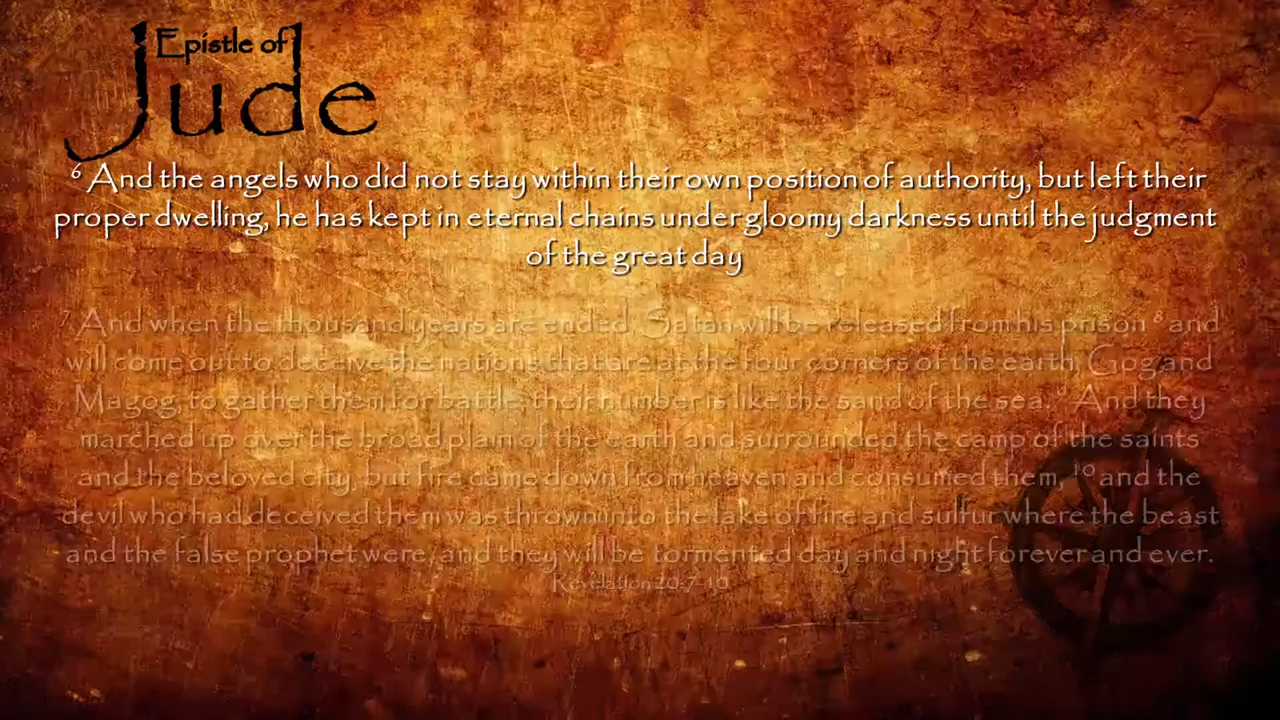 Epistle of
Jude
⁶ And the angels who did not stay within their own position of authority, but left their
proper dwelling, he has kept in eternal chains under gloomy darkness until the judgment
of the great day
⁷ And when the thousand years are ended, Satan will be released from his prison ⁸ and
will come out to deceive the nations that are at the four corners of the earth, Gog and
Magog, to gather them for battle; their number is like the sand of the sea. ⁹ And they
marched up over the broad plain of the earth and surrounded the camp of the saints
and the beloved city, but fire came down from heaven and consumed them, ¹⁰ and the
devil who had deceived them was thrown into the lake of fire and sulfur where the beast
and the false prophet were, and they will be tormented day and night forever and ever.
Revelation 20:7-10